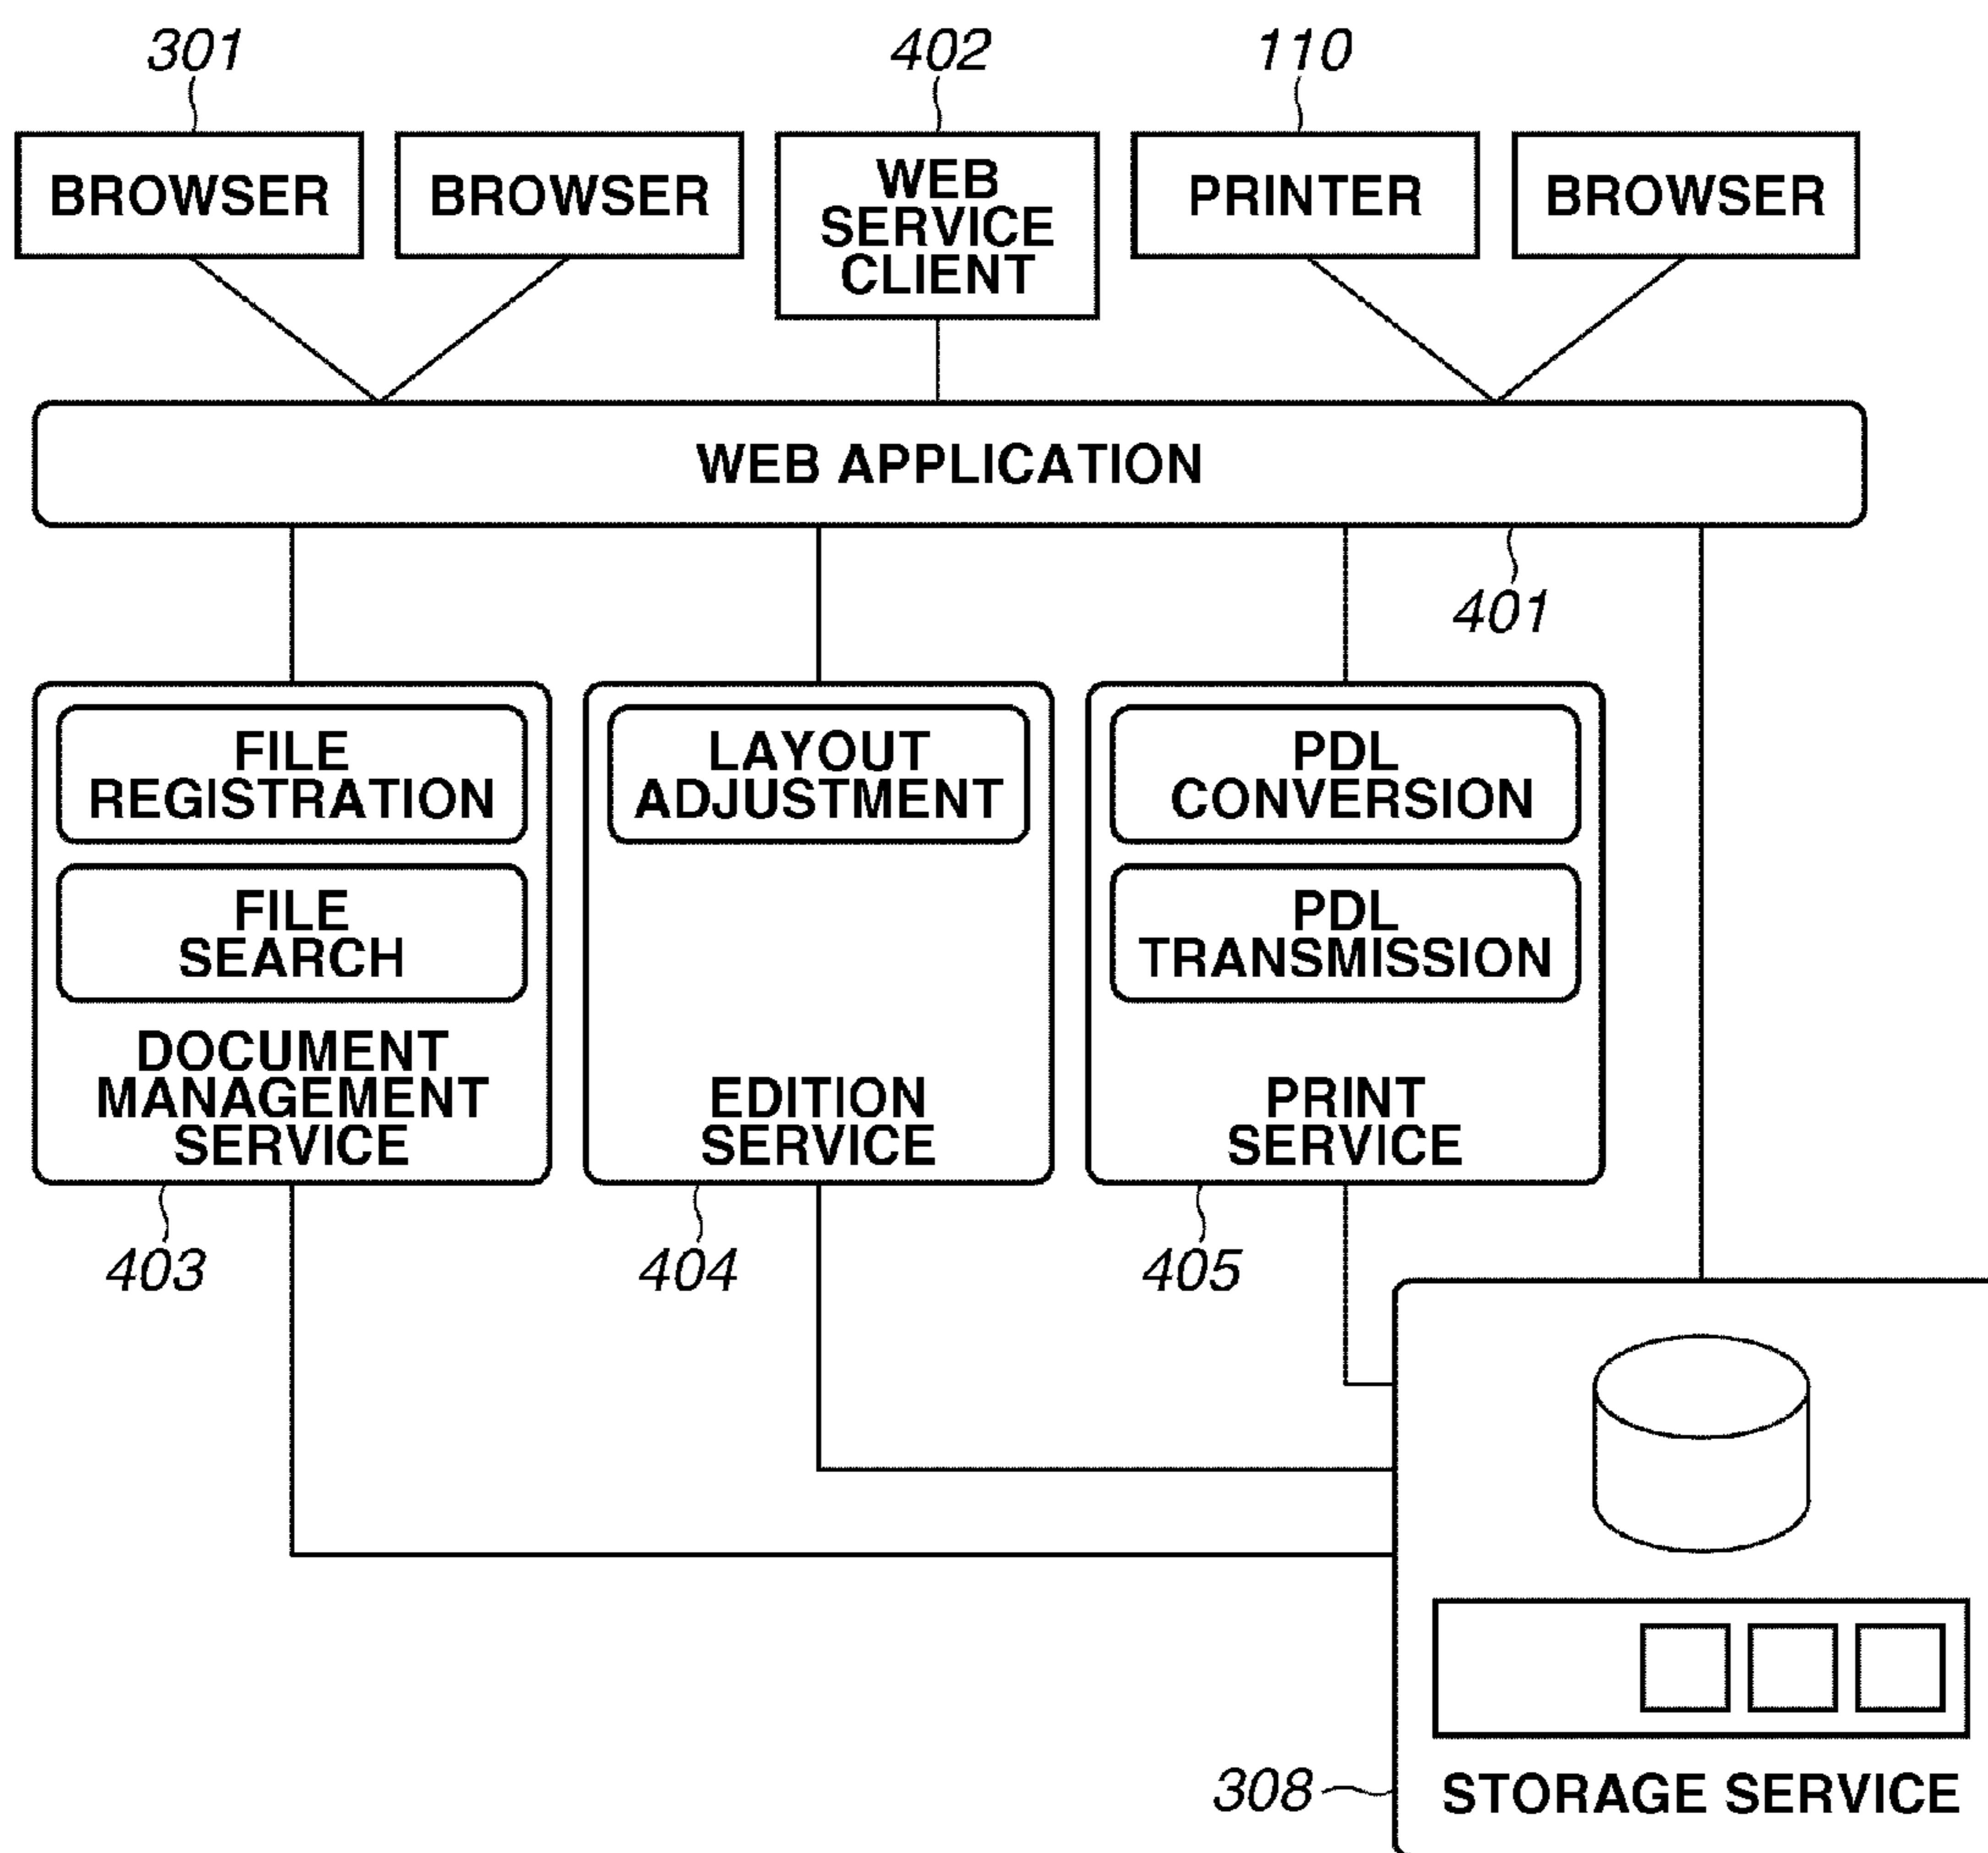 301
402
110
BROWSER
BROWSER
WEB
SERVICE
CLIENT
PRINTER
BROWSER
WEB APPLICATION
401
FILE
REGISTRATION
FILE
SEARCH
DOCUMENT
MANAGEMENT
SERVICE
403
LAYOUT
ADJUSTMENT
EDITION
SERVICE
404
PDL
CONVERSION
PDL
TRANSMISSION
PRINT
SERVICE
405
308
STORAGE SERVICE